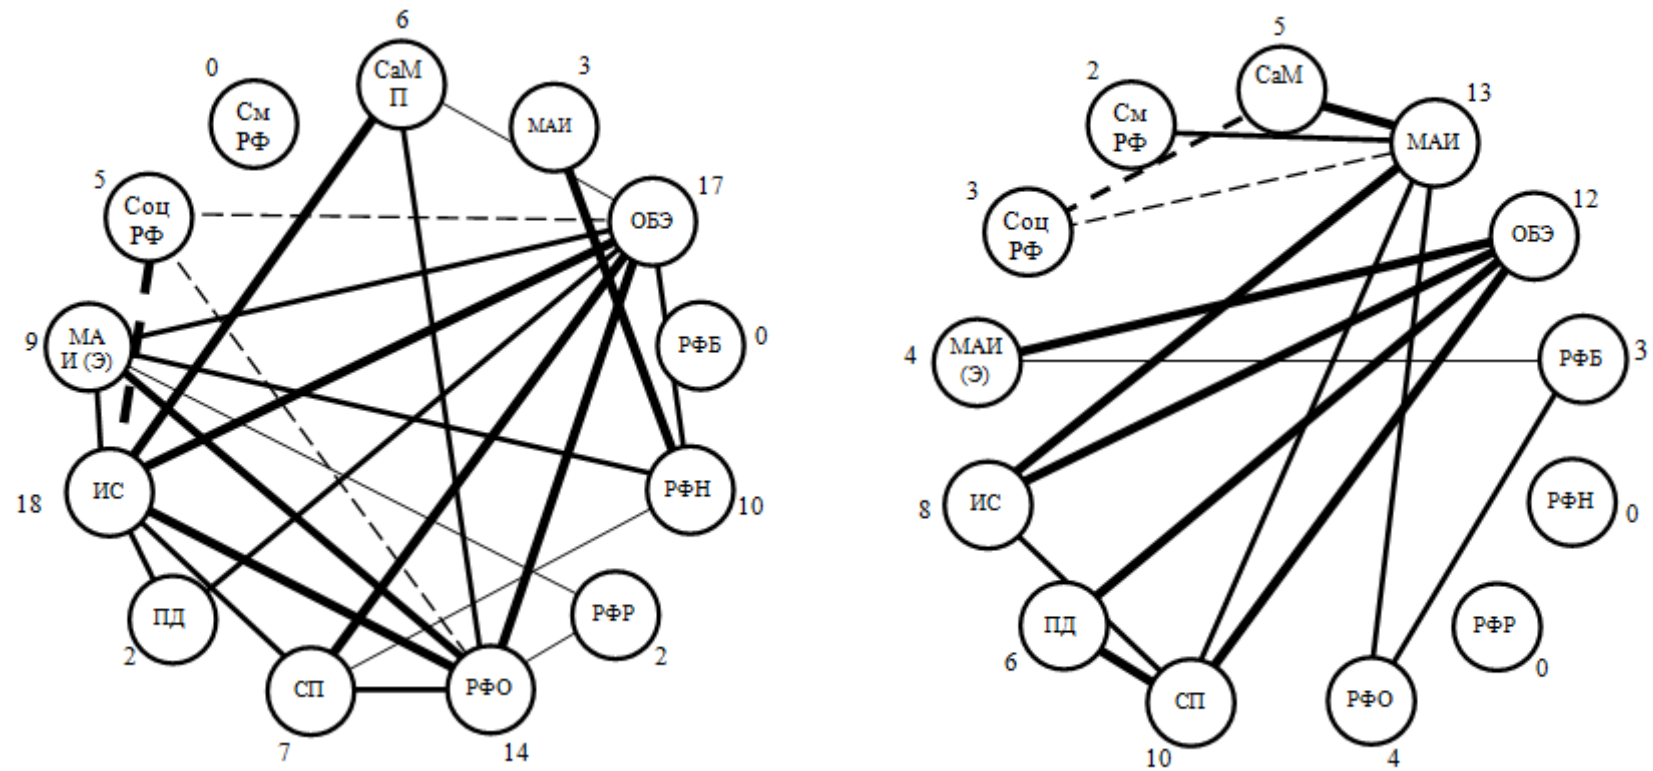 6
СаМ
П
0
См
РФ
3
МАИ
5
Соц
РФ
17
ОБЭ
9
МА
И (Э)
РФБ
0
18
ИС
РФН
10
ПД
2
РФР
2
СП
7
РФО
14
5
СаМ
2
См
РФ
13
МАИ
3
Соц
РФ
12
ОБЭ
4
МАИ
(Э)
РФБ
3
8
ИС
РФН
0
ПД
6
РФР
0
СП
10
РФО
4